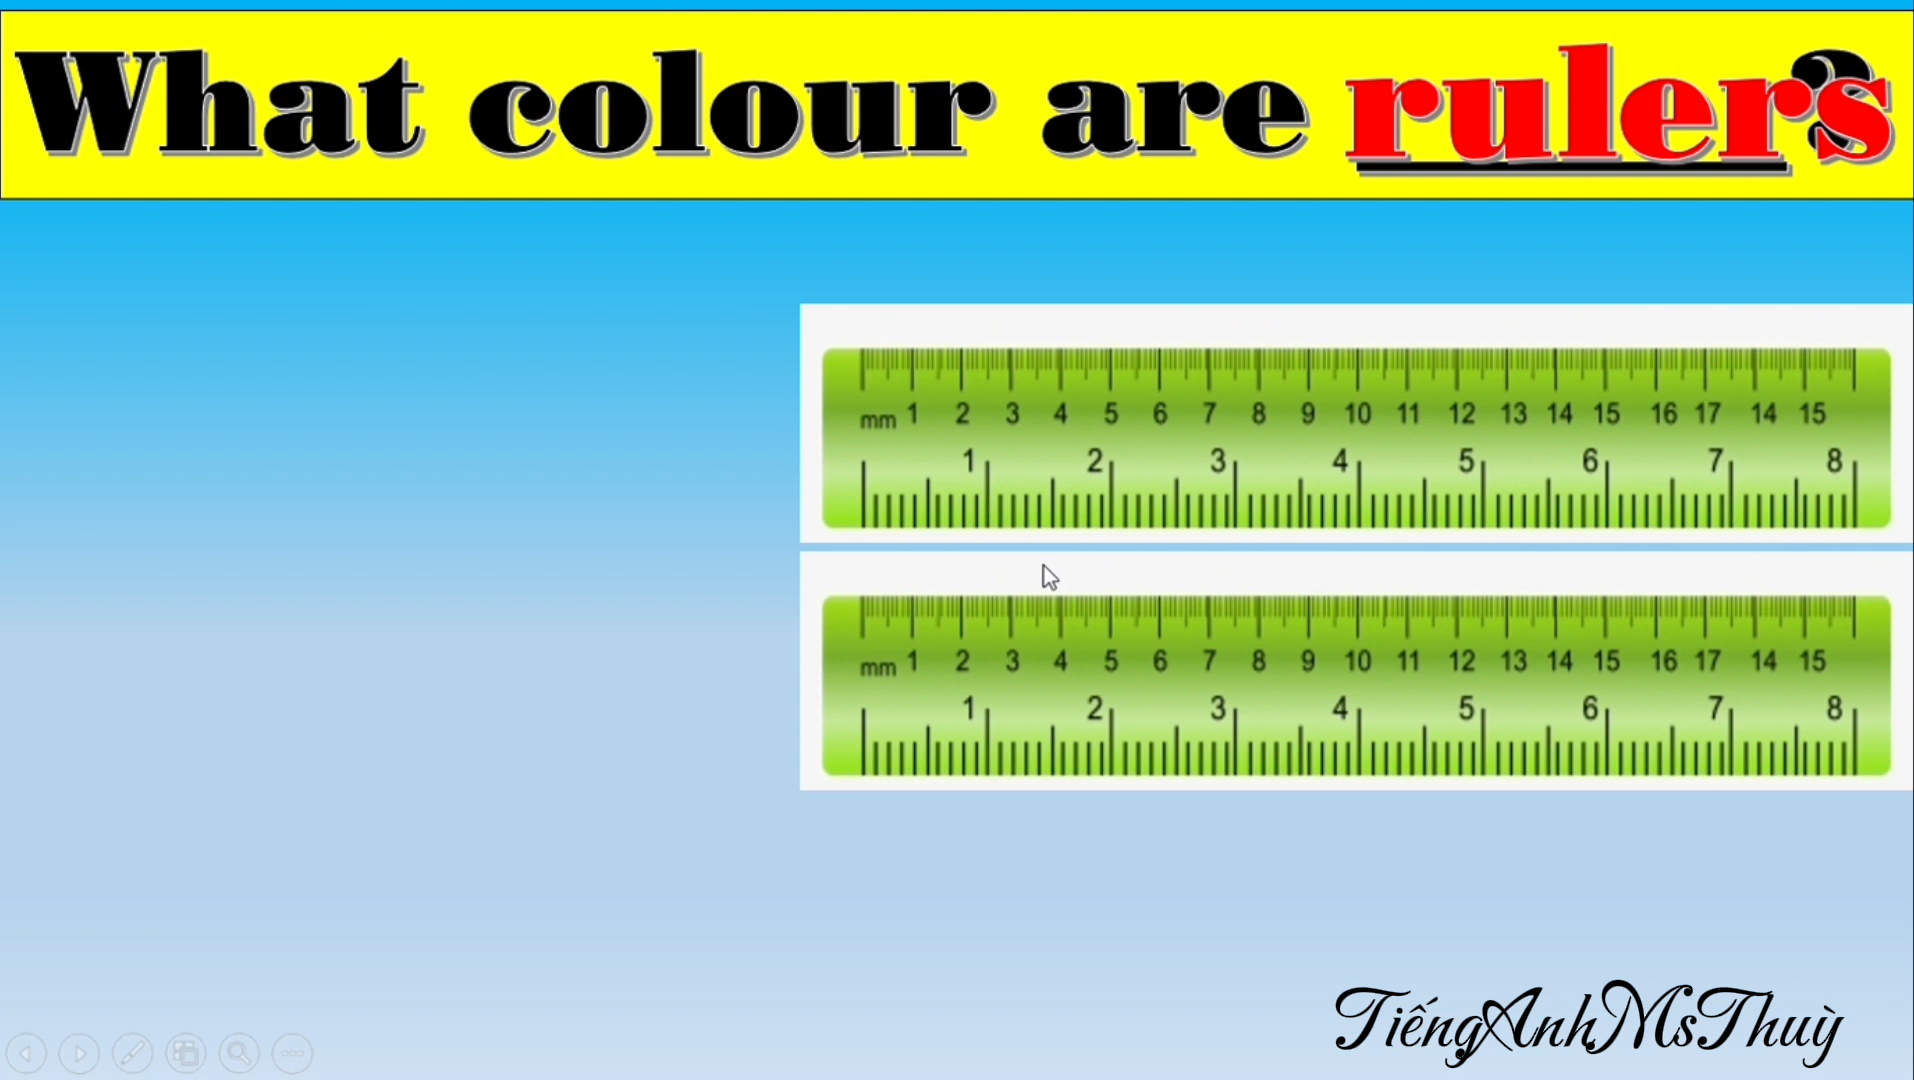 What colour are rulers?
mm 1 2 3 4 5 6 7 8 9 10 11 12 13 14 15 16 17 14 15
1 2 3 4 5 6 7 8
mm 1 2 3 4 5 6 7 8 9 10 11 12 13 14 15 16 17 14 15
1 2 3 4 5 6 7 8
TiếngAnhMsThuỳ